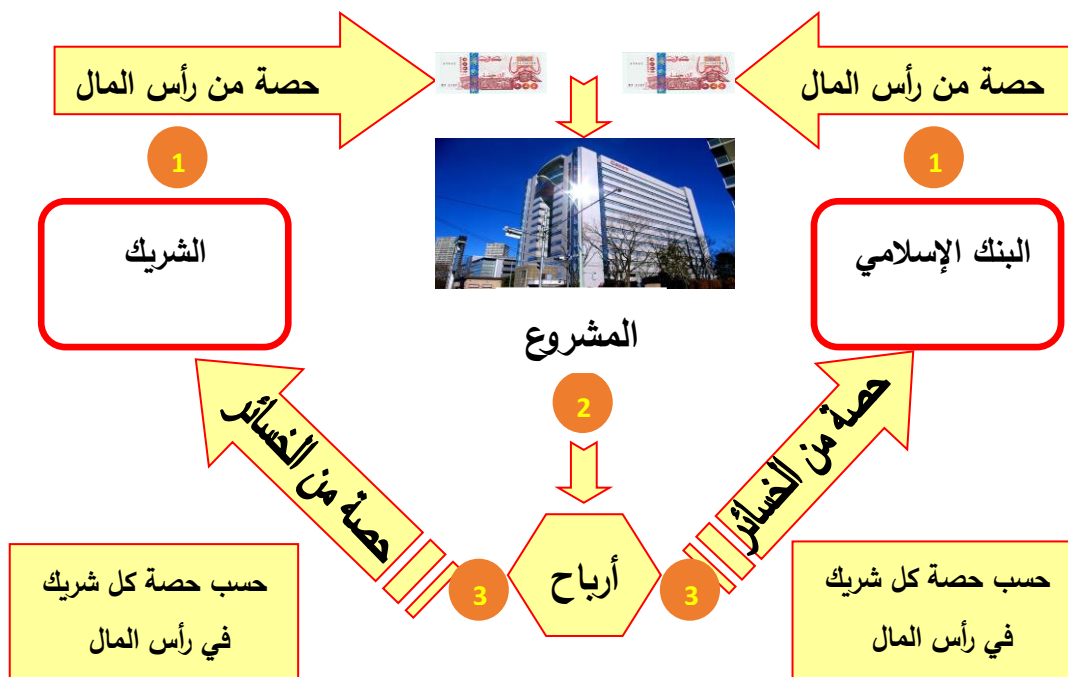 حصة من رأس المال
حصة من رأس المال
1
1
البنك الإسلامي
الشريك
المشروع
2
حصة من الخسائر
حصة من الخسائر
أرباح
3
3
حسب حصة كل شريك
في رأس المال
حسب حصة كل شريك
في رأس المال